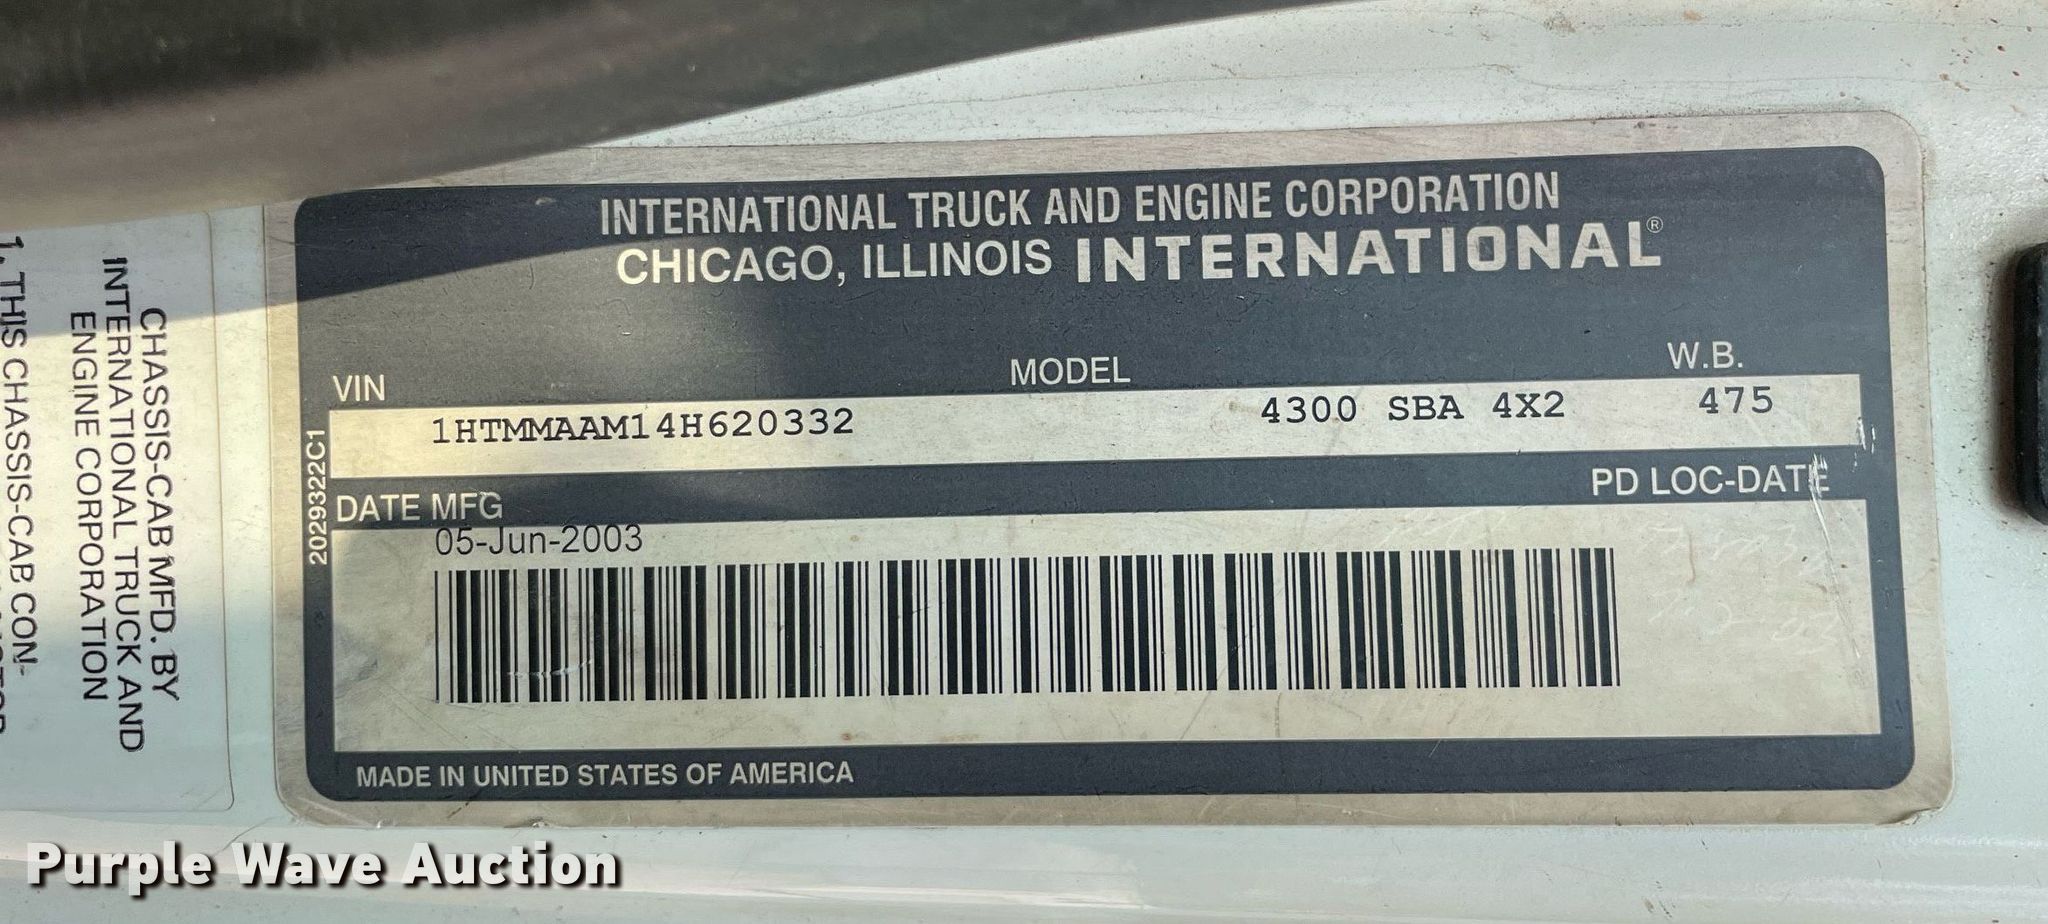 INTERNATIONAL TRUCK AND ENGINE CORPORATION
CHICAGO, ILLINOIS INTERNATIONAL®
VIN MODEL W.B.
1HTMMAAM14H620332 4300 SBA 4X2 475
DATE MFG PD LOC-DATE
05-Jun-2003
MADE IN UNITED STATES OF AMERICA
2029322C1
CHASSIS-CAB MFD. BY
INTERNATIONAL TRUCK AND
ENGINE CORPORATION
1. THIS CHASSIS-CAB CON-
Purple Wave Auction